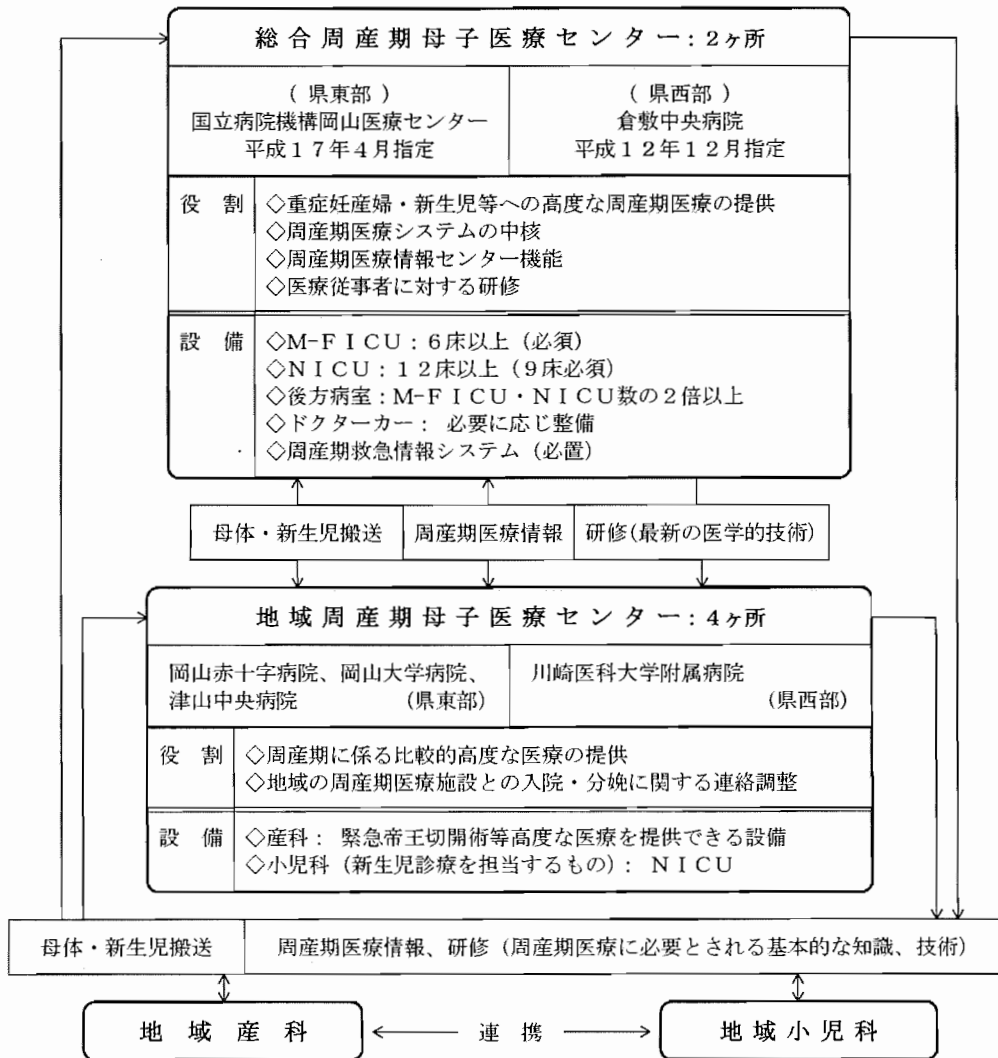 総合周産期母子医療センター：２ヶ所
（県東部）
国立病院機構岡山医療センター
平成１７年４月指定
（県西部）
倉敷中央病院
平成１２年１２月指定
役　割
◇重症妊産婦・新生児等への高度な周産期医療の提供
◇周産期医療システムの中核
◇周産期医療情報センター機能
◇医療従事者に対する研修
設　備
◇Ｍ-ＦＩＣＵ：６床以上（必須）
◇ＮＩＣＵ：１２床以上（９床必須）
◇後方病室：Ｍ-ＦＩＣＵ・ＮＩＣＵ数の２倍以上
◇ドクターカー：　必要に応じ整備
◇周産期救急情報システム（必置）
母体・新生児搬送
周産期医療情報
研修(最新の医学的技術)
地域周産期母子医療センター：４ヶ所
岡山赤十字病院、岡山大学病院、
津山中央病院　　　　（県東部）
川崎医科大学附属病院
（県西部）
役　割
◇周産期に係る比較的高度な医療の提供
◇地域の周産期医療施設との入院・分娩に関する連絡調整
設　備
◇産科：　緊急帝王切開術等高度な医療を提供できる設備
◇小児科（新生児診療を担当するもの）：　ＮＩＣＵ
母体・新生児搬送
周産期医療情報、研修（周産期医療に必要とされる基本的な知識、技術）
地域産科
連携
地域小児科